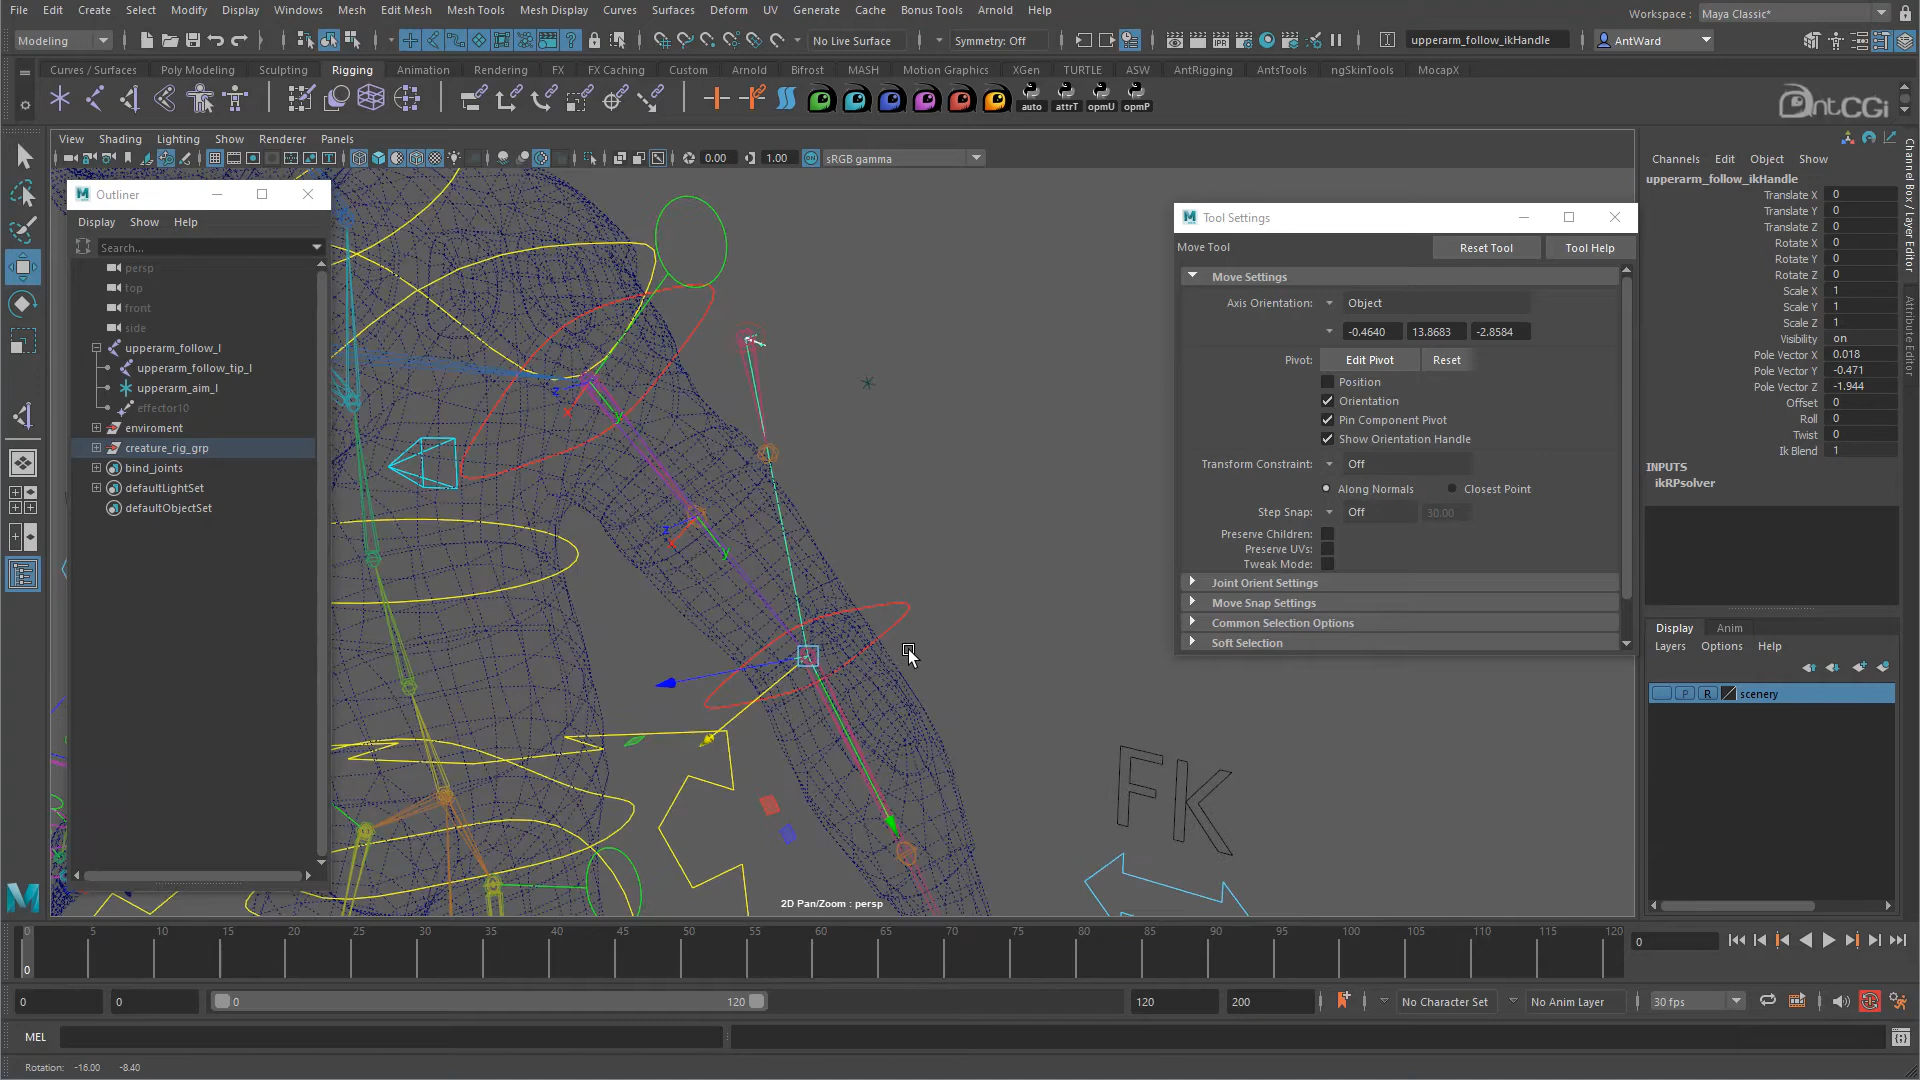 File Edit Create Select Modify Display Windows Mesh Edit Mesh Mesh Tools Mesh Display Curves Surfaces Deform UV Generate Cache Bonus Tools Arnold Help
Workspace : Maya Classic*
Modeling
No Live Surface
Symmetry: Off
upperarm_follow_ikHandle
AntWard
Curves / Surfaces Poly Modeling Sculpting Rigging Animation Rendering FX FX Caching Custom Arnold Bifrost MASH Motion Graphics XGen TURTLE ASW AntRigging AntsTools ngSkinTools MocapX
auto attrT opmU opmP
AntCGi
View Shading Lighting Show Renderer Panels
0.00 1.00 sRGB gamma
Channels Edit Object Show
Outliner
Display Show Help
Search...
persp
top
front
side
upperarm_follow_l
upperarm_follow_tip_l
upperarm_aim_l
effector10
enviroment
creature_rig_grp
bind_joints
defaultLightSet
defaultObjectSet
z x y
z x y
FK
2D Pan/Zoom : persp
Tool Settings
Move Tool
Reset Tool Tool Help
Move Settings
Axis Orientation: Object
-0.4640 13.8683 -2.8584
Pivot: Edit Pivot Reset
Position
Orientation
Pin Component Pivot
Show Orientation Handle
Transform Constraint: Off
Along Normals Closest Point
Step Snap: Off 30.00
Preserve Children:
Preserve UVs:
Tweak Mode:
Joint Orient Settings
Move Snap Settings
Common Selection Options
Soft Selection
upperarm_follow_ikHandle
Translate X 0
Translate Y 0
Translate Z 0
Rotate X 0
Rotate Y 0
Rotate Z 0
Scale X 1
Scale Y 1
Scale Z 1
Visibility on
Pole Vector X 0.018
Pole Vector Y -0.471
Pole Vector Z -1.944
Offset 0
Roll 0
Twist 0
Ik Blend 1
INPUTS
ikRPsolver
Channel Box / Layer Editor
Attribute Editor
Display Anim
Layers Options Help
P R scenery
0 5 10 15 20 25 30 35 40 45 50 55 60 65 70 75 80 85 90 95 100 105 110 115 120
0
0
0 0 0 120 120 200
No Character Set
No Anim Layer
30 fps
MEL
Rotation: -16.00 -8.40